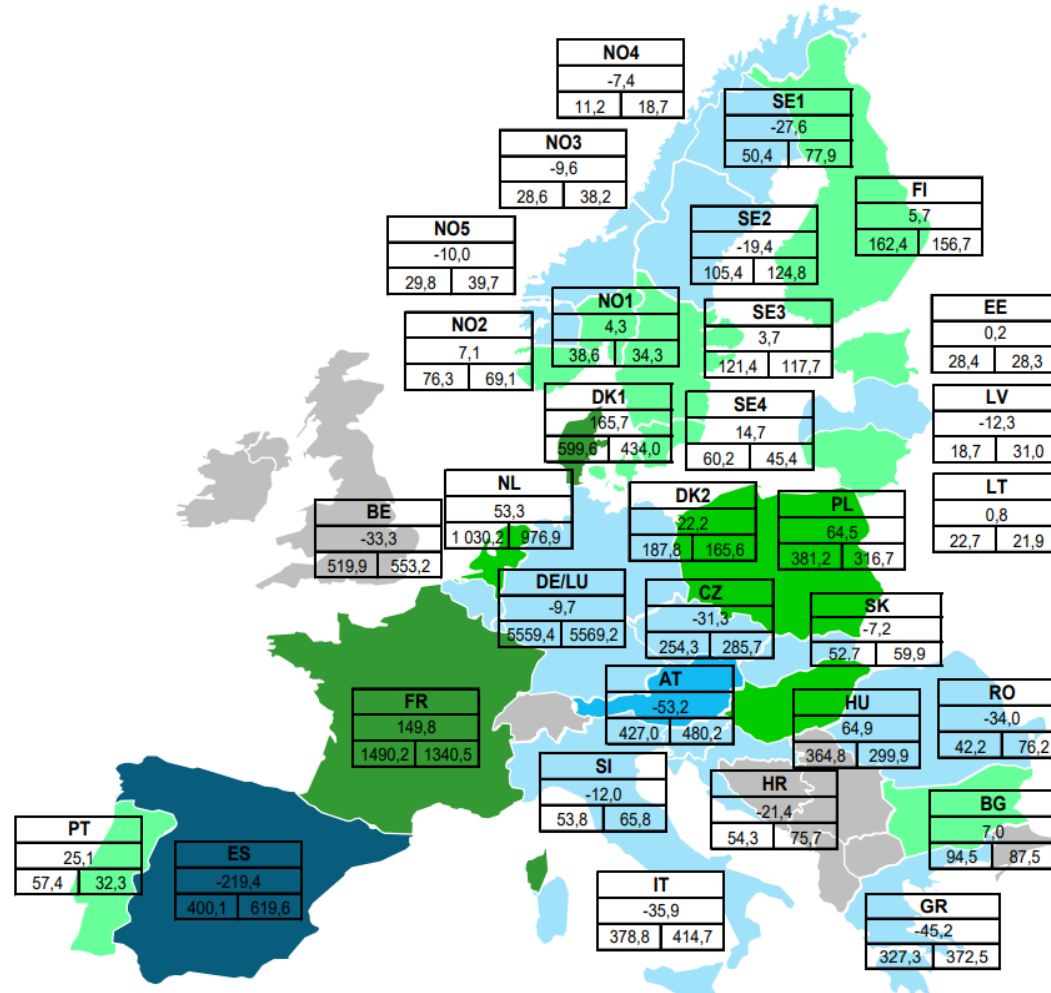 NO4
-7,4
11,2 18,7
SE1
-27,6
50,4 77,9
NO3
-9,6
28,6 38,2
FI
5,7
162,4 156,7
SE2
-19,4
105,4 124,8
NO5
-10,0
29,8 39,7
NO1
4,3
38,6 34,3
SE3
3,7
121,4 117,7
EE
0,2
28,4 28,3
NO2
7,1
76,3 69,1
DK1
165,7
599,6 434,0
SE4
14,7
60,2 45,4
LV
-12,3
18,7 31,0
NL
53,3
1 030,2 976,9
DK2
22,2
187,8 165,6
PL
64,5
381,2 316,7
LT
0,8
22,7 21,9
BE
-33,3
519,9 553,2
DE/LU
-9,7
5559,4 5569,2
CZ
-31,3
254,3 285,7
SK
-7,2
52,7 59,9
AT
-53,2
427,0 480,2
FR
149,8
1490,2 1340,5
HU
64,9
364,8 299,9
RO
-34,0
42,2 76,2
SI
-12,0
53,8 65,8
HR
-21,4
54,3 75,7
BG
7,0
94,5 87,5
PT
25,1
57,4 32,3
ES
-219,4
400,1 619,6
IT
-35,9
378,8 414,7
GR
-45,2
327,3 372,5